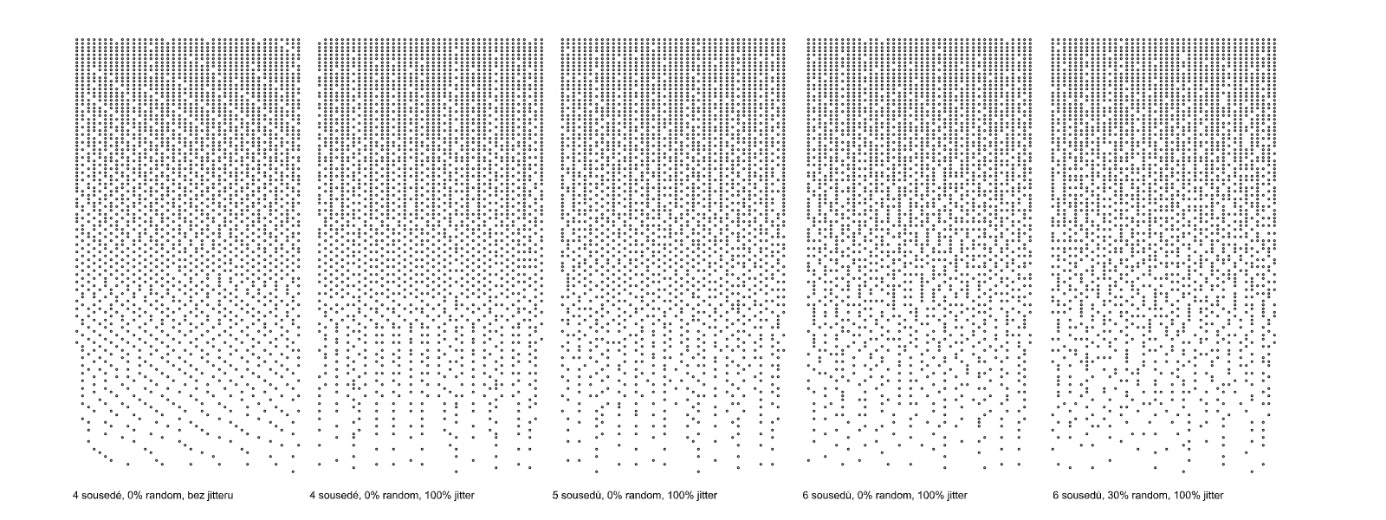 4 sousedé, 0% random, bez jitteru
4 sousedé, 0% random, 100% jitter
5 sousedů, 0% random, 100% jitter
6 sousedů, 0% random, 100% jitter
6 sousedů, 30% random, 100% jitter